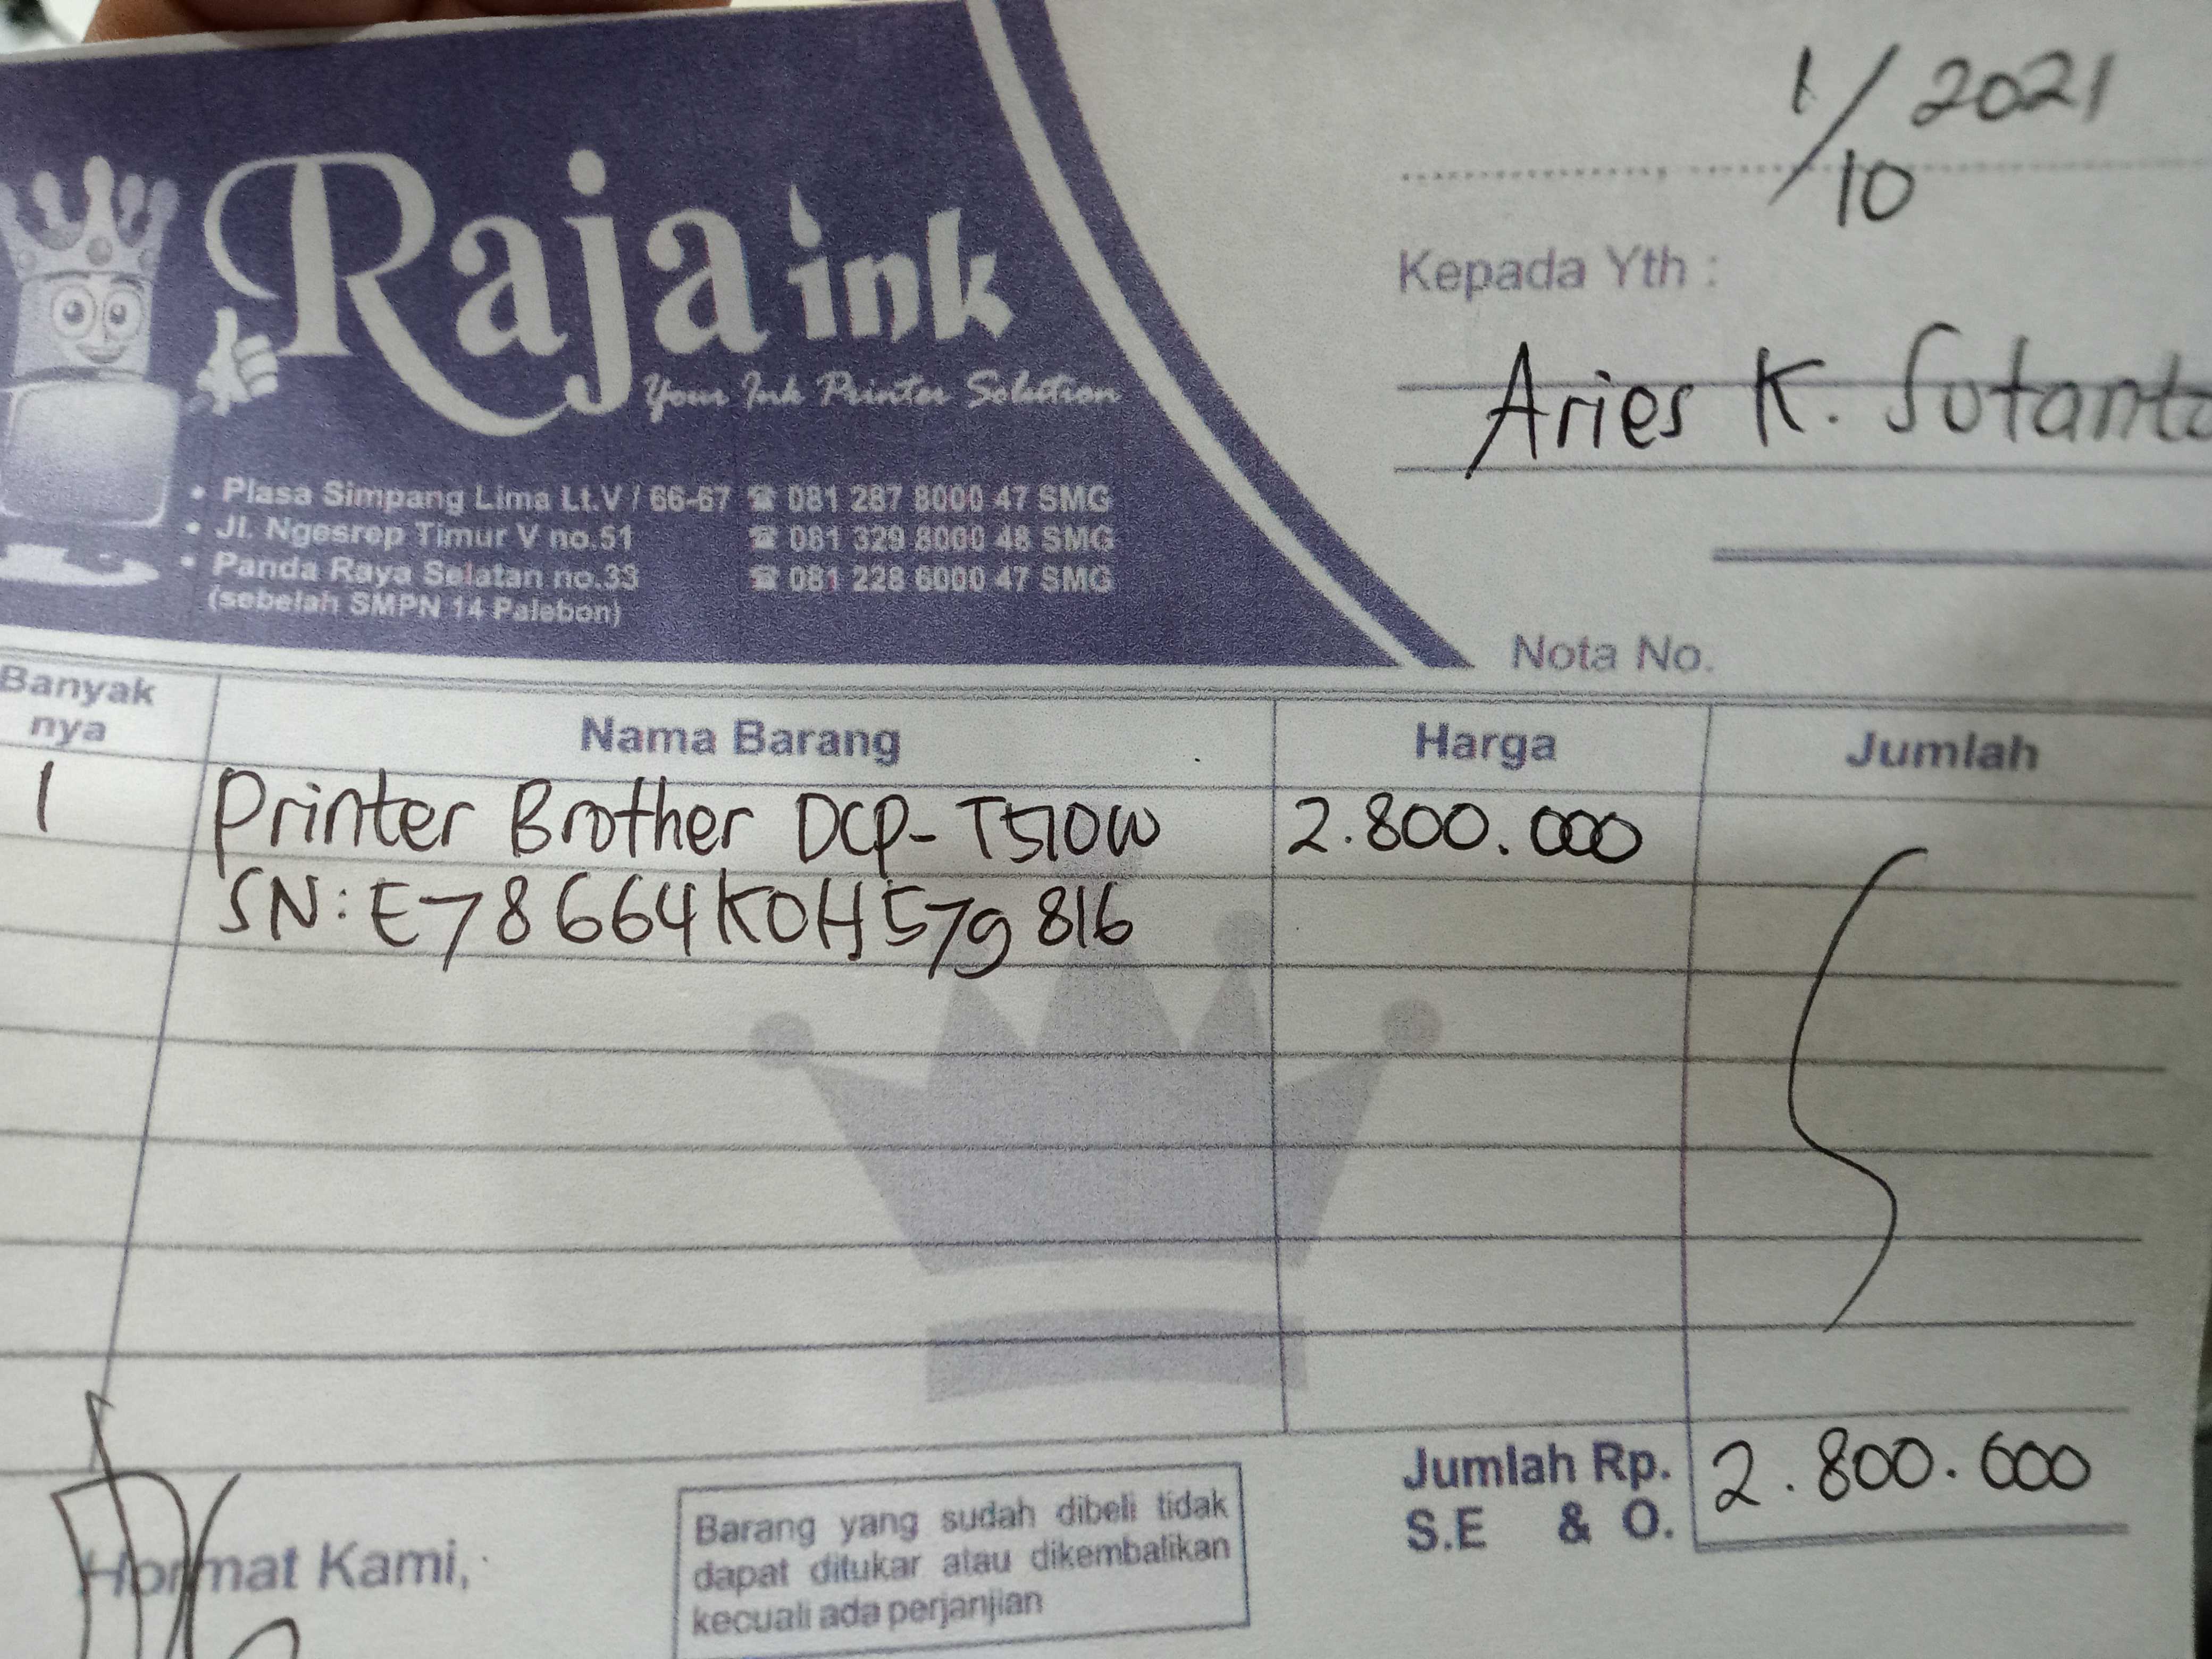 1/10 2021
Raja ink
Your Ink Printer Solution
• Plasa Simpang Lima Lt.V / 66-67 ☎ 081 287 8000 47 SMG
• Jl. Ngesrep Timur V no.51 ☎ 081 329 8000 48 SMG
• Panda Raya Selatan no.33 ☎ 081 228 6000 47 SMG
(sebelah SMPN 14 Palebon)
Kepada Yth :
Aries K. Sutanto
Nota No.
Banyak nya Nama Barang Harga Jumlah
1 Printer Brother DCP-T510W 2.800.000
SN: E78664K0H579816
Jumlah Rp. 2.800.000
S.E & O.
Hormat Kami,
Barang yang sudah dibeli tidak
dapat ditukar atau dikembalikan
kecuali ada perjanjian